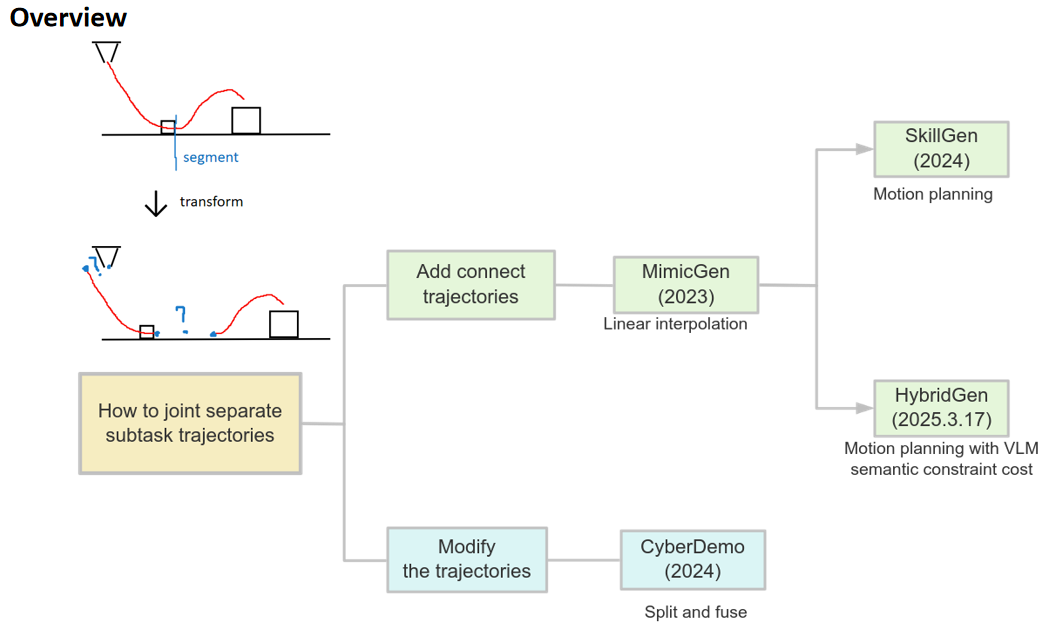 Overview
segment
transform
?
?
How to joint separate
subtask trajectories
Add connect
trajectories
MimicGen
(2023)
Linear interpolation
SkillGen
(2024)
Motion planning
HybridGen
(2025.3.17)
Motion planning with VLM
semantic constraint cost
Modify
the trajectories
CyberDemo
(2024)
Split and fuse